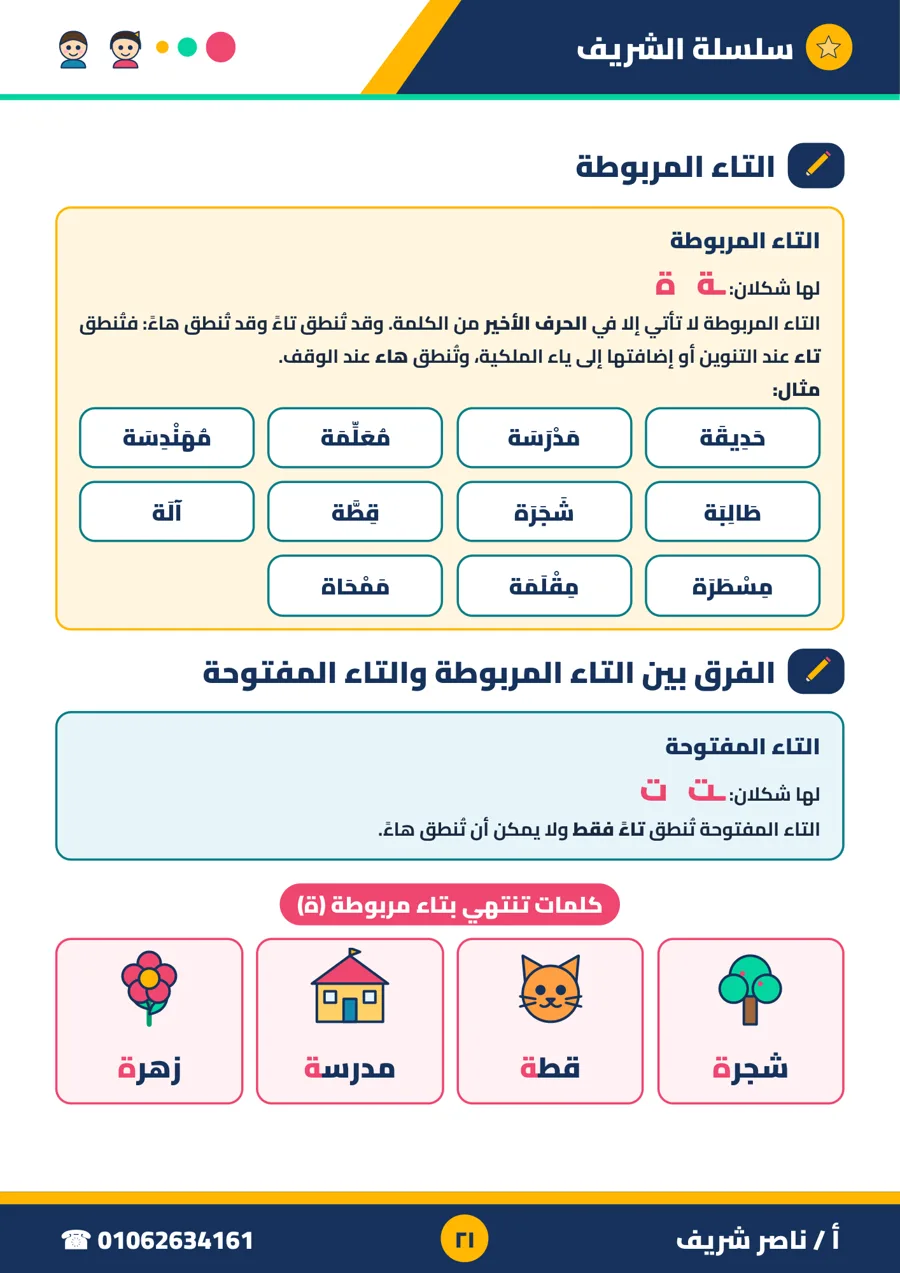 سلسلة الشريف
التاء المربوطة
التاء المربوطة
لها شكلان: ـة ة
التاء المربوطة لا تأتي إلا في الحرف الأخير من الكلمة. وقد تُنطق تاءً وقد تُنطق هاءً: فتُنطق
تاء عند التنوين أو إضافتها إلى ياء الملكية، وتُنطق هاء عند الوقف.
مثال:
حَدِيقَة مَدْرَسَة مُعَلِّمَة مُهَنْدِسَة
طَالِبَة شَجَرَة قِطَّة آلَة
مِسْطَرَة مِقْلَمَة مَمْحَاة
الفرق بين التاء المربوطة والتاء المفتوحة
التاء المفتوحة
لها شكلان: ـت ت
التاء المفتوحة تُنطق تاءً فقط ولا يمكن أن تُنطق هاءً.
كلمات تنتهي بتاء مربوطة (ة)
شجرة قطة مدرسة زهرة
أ / ناصر شريف ٢١ ☎ 01062634161